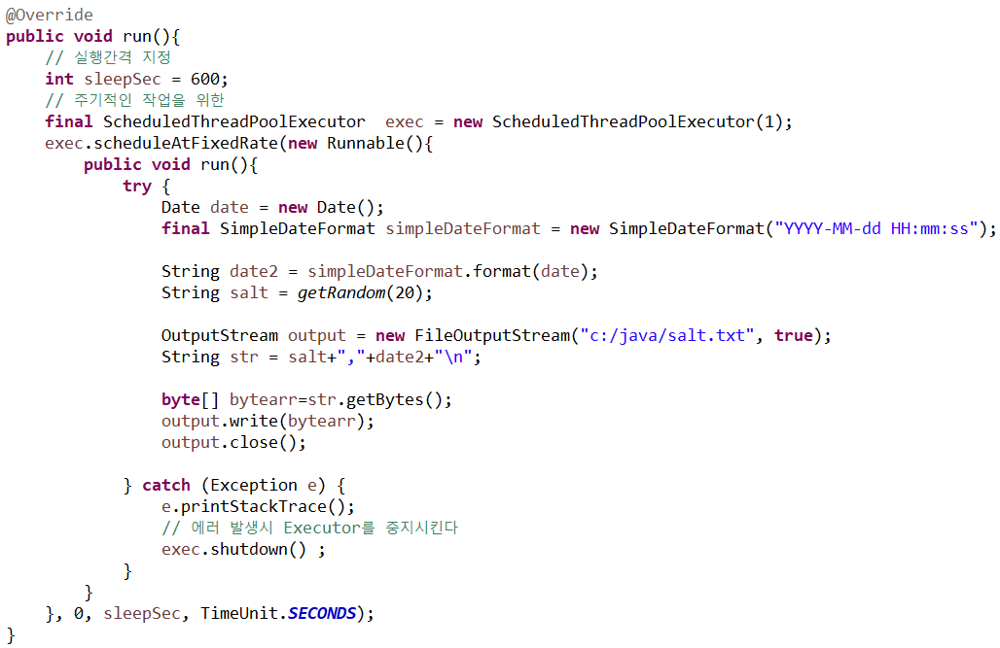 @Override
public void run(){
    // 실행간격 지정
    int sleepSec = 600;
    // 주기적인 작업을 위한
    final ScheduledThreadPoolExecutor  exec = new ScheduledThreadPoolExecutor(1);
    exec.scheduleAtFixedRate(new Runnable(){
        public void run(){
            try {
                Date date = new Date();
                final SimpleDateFormat simpleDateFormat = new SimpleDateFormat("YYYY-MM-dd HH:mm:ss");

                String date2 = simpleDateFormat.format(date);
                String salt = getRandom(20);

                OutputStream output = new FileOutputStream("c:/java/salt.txt", true);
                String str = salt+","+date2+"\n";

                byte[] bytearr=str.getBytes();
                output.write(bytearr);
                output.close();

            } catch (Exception e) {
                e.printStackTrace();
                // 에러 발생시 Executor를 중지시킨다
                exec.shutdown() ;
            }
        }
    }, 0, sleepSec, TimeUnit.SECONDS);
}